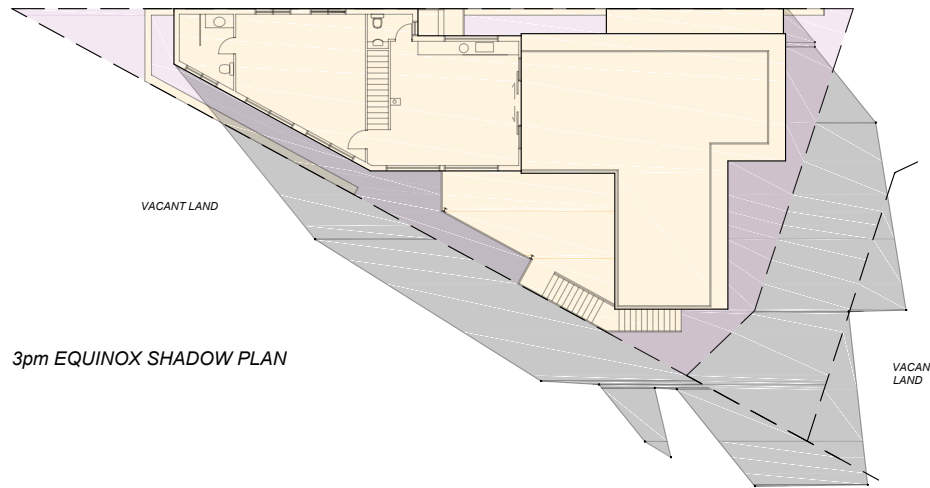 VACANT LAND
3pm EQUINOX SHADOW PLAN
VACAN
LAND